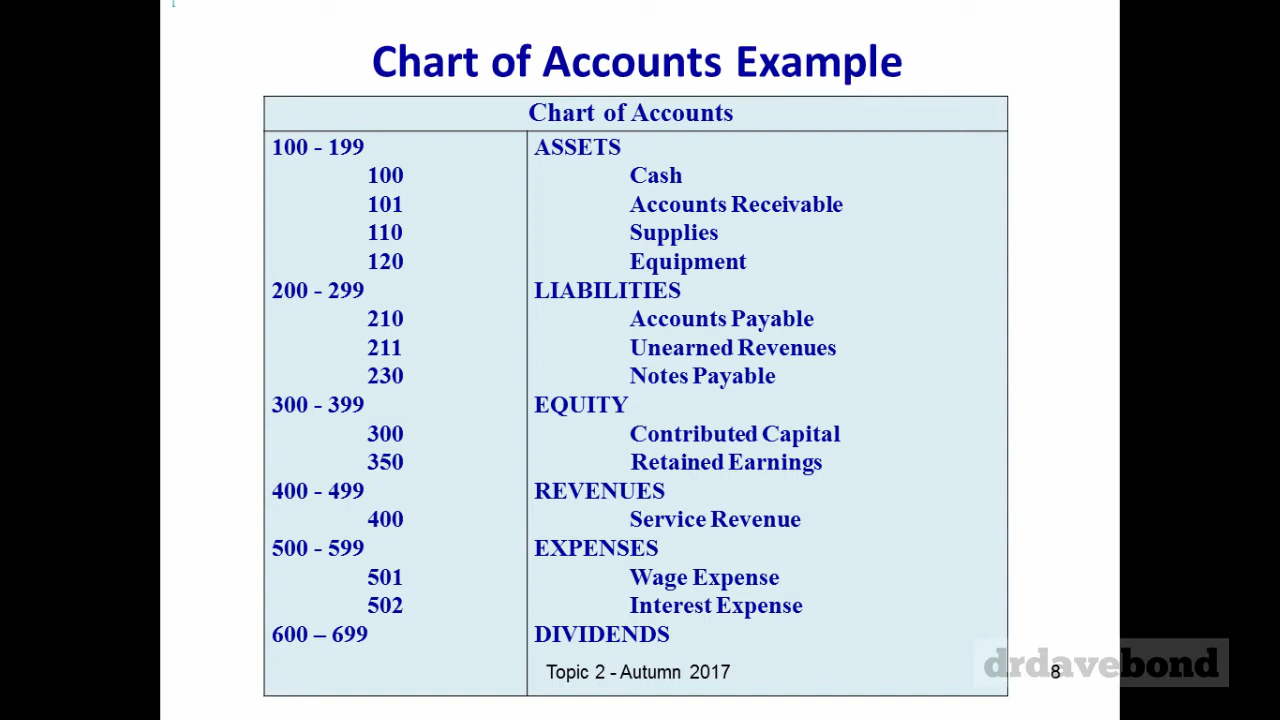 Chart of Accounts Example
Chart of Accounts
100 - 199 ASSETS
100 Cash
101 Accounts Receivable
110 Supplies
120 Equipment
200 - 299 LIABILITIES
210 Accounts Payable
211 Unearned Revenues
230 Notes Payable
300 - 399 EQUITY
300 Contributed Capital
350 Retained Earnings
400 - 499 REVENUES
400 Service Revenue
500 - 599 EXPENSES
501 Wage Expense
502 Interest Expense
600 – 699 DIVIDENDS
Topic 2 - Autumn 2017 8
drdavebond